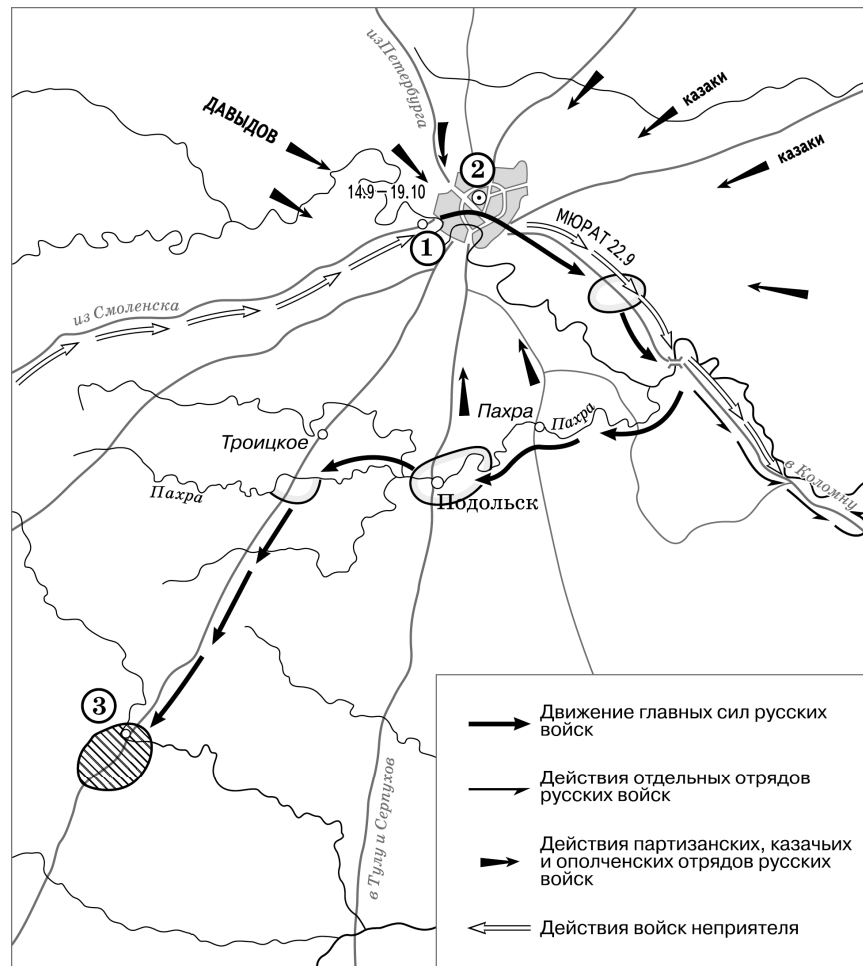 из Петербурга
казаки
ДАВЫДОВ
казаки
2
14.9 – 19.10
МЮРАТ 22.9
1
из Смоленска
Пахра
Пахра
Троицкое
Пахра
Подольск
в Коломну
3
в Тулу и Серпухов
Движение главных сил русских
войск
Действия отдельных отрядов
русских войск
Действия партизанских, казачьих
и ополченских отрядов русских
войск
Действия войск неприятеля